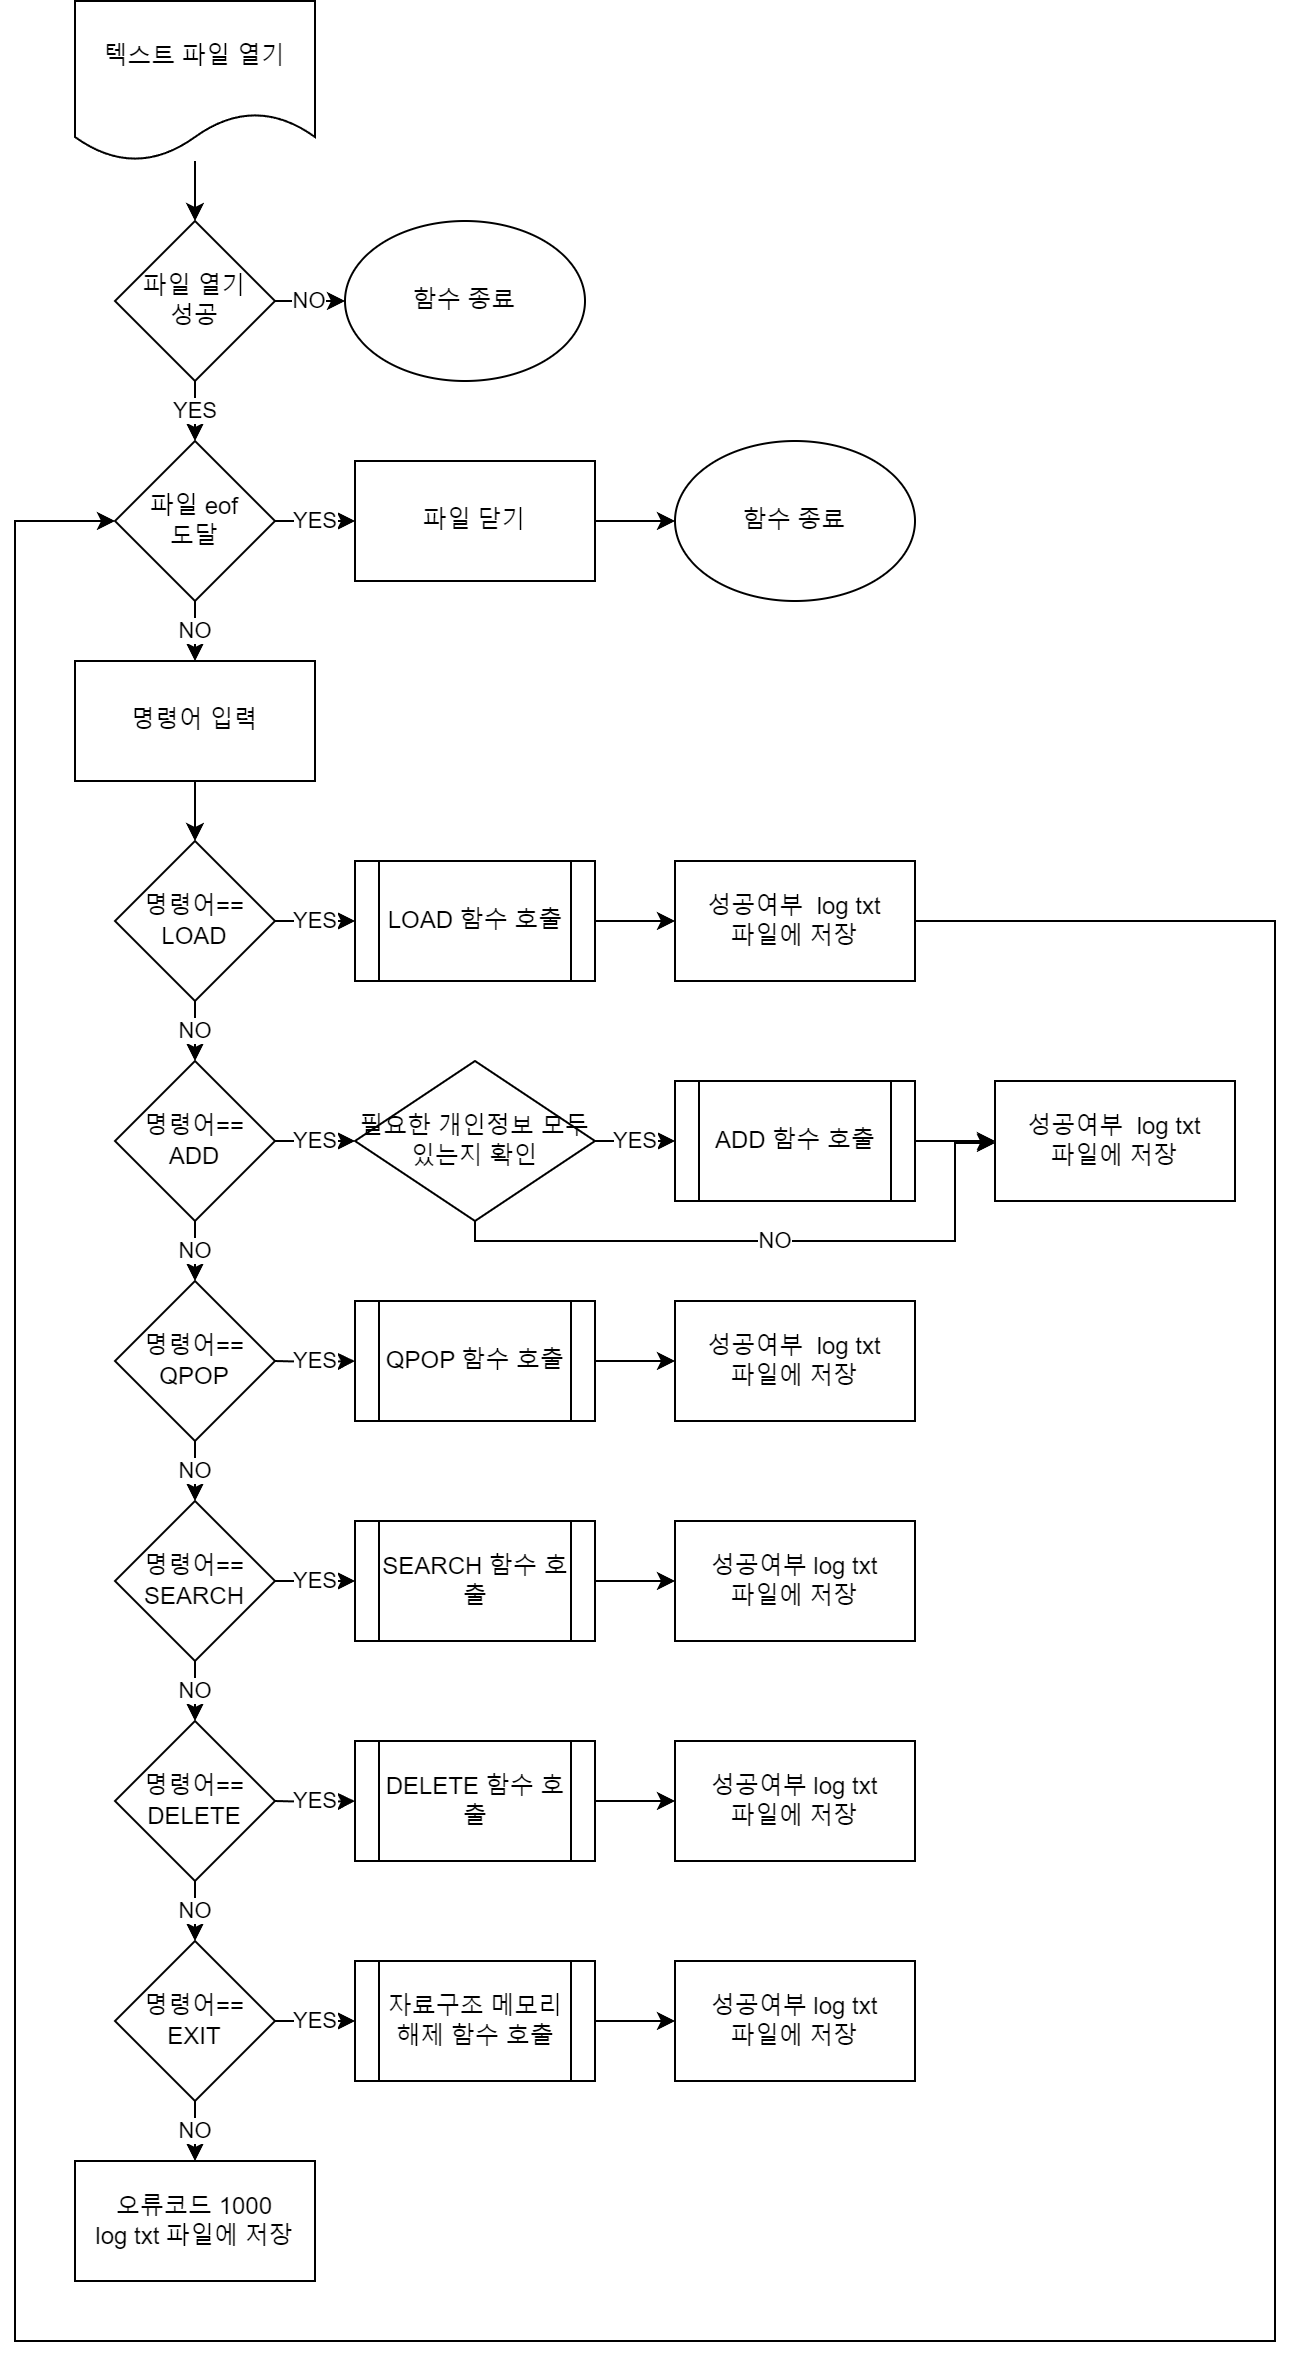 텍스트 파일 열기
파일 열기
성공
NO
함수 종료
YES
파일 eof
도달
YES
파일 닫기
함수 종료
NO
명령어 입력
명령어==
LOAD
YES
LOAD 함수 호출
성공여부  log txt
파일에 저장
NO
명령어==
ADD
YES
필요한 개인정보 모두
있는지 확인
YES
ADD 함수 호출
성공여부  log txt
파일에 저장
NO
NO
명령어==
QPOP
YES
QPOP 함수 호출
성공여부  log txt
파일에 저장
NO
명령어==
SEARCH
YES
SEARCH 함수 호
출
성공여부 log txt
파일에 저장
NO
명령어==
DELETE
YES
DELETE 함수 호
출
성공여부 log txt
파일에 저장
NO
명령어==
EXIT
YES
자료구조 메모리
해제 함수 호출
성공여부 log txt
파일에 저장
NO
오류코드 1000
log txt 파일에 저장